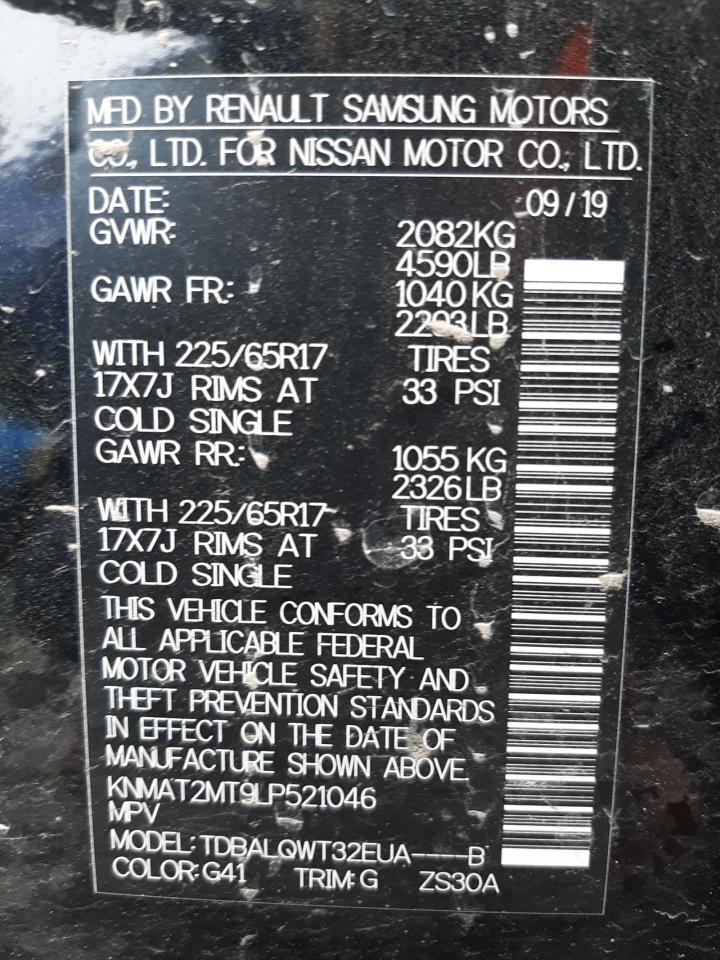 MFD BY RENAULT SAMSUNG MOTORS
CO., LTD. FOR NISSAN MOTOR CO., LTD.
DATE: 09/19
GVWR: 2082KG
4590LB
GAWR FR: 1040KG
2293LB
WITH 225/65R17 TIRES
17X7J RIMS AT 33 PSI
COLD SINGLE
GAWR RR: 1055KG
2326LB
WITH 225/65R17 TIRES
17X7J RIMS AT 33 PSI
COLD SINGLE
THIS VEHICLE CONFORMS TO
ALL APPLICABLE FEDERAL
MOTOR VEHICLE SAFETY AND
THEFT PREVENTION STANDARDS
IN EFFECT ON THE DATE OF
MANUFACTURE SHOWN ABOVE.
KNMAT2MT9LP521046
MPV
MODEL: TDBALQWT32EUA----B
COLOR: G41 TRIM: G ZS30A